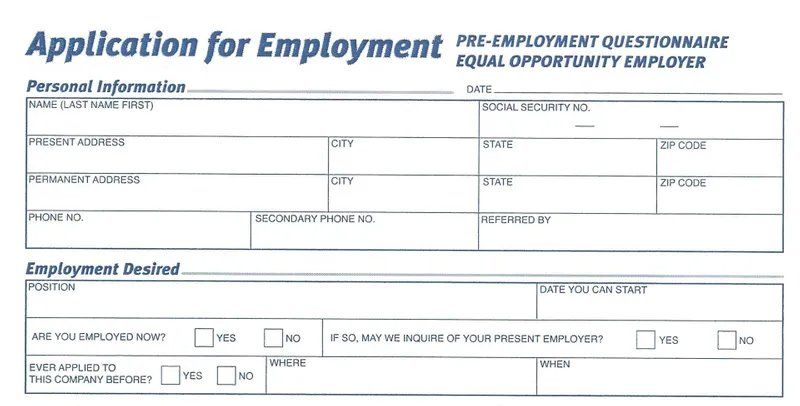 Application for Employment PRE-EMPLOYMENT QUESTIONNAIRE
EQUAL OPPORTUNITY EMPLOYER
Personal Information DATE
NAME (LAST NAME FIRST) SOCIAL SECURITY NO.
PRESENT ADDRESS CITY STATE ZIP CODE
PERMANENT ADDRESS CITY STATE ZIP CODE
PHONE NO. SECONDARY PHONE NO. REFERRED BY
Employment Desired
POSITION DATE YOU CAN START
ARE YOU EMPLOYED NOW? YES NO IF SO, MAY WE INQUIRE OF YOUR PRESENT EMPLOYER? YES NO
EVER APPLIED TO
THIS COMPANY BEFORE? YES NO WHERE WHEN